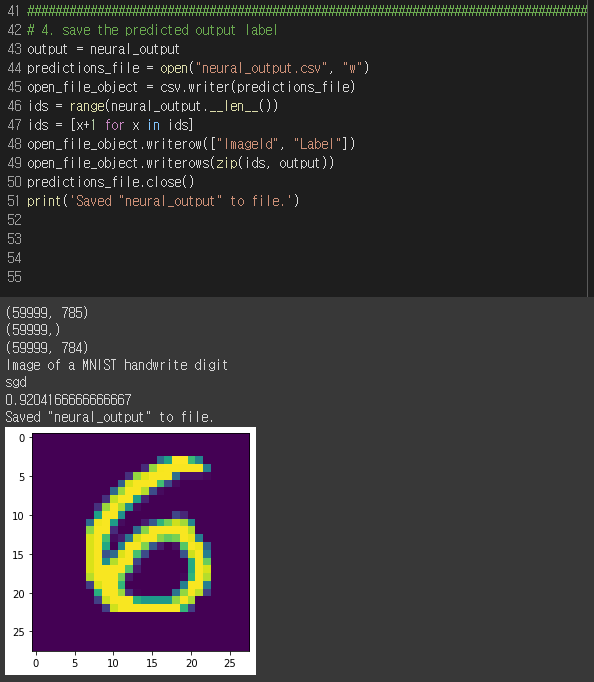 41 ################################################################################
42 # 4. save the predicted output label
43 output = neural_output
44 predictions_file = open("neural_output.csv", "w")
45 open_file_object = csv.writer(predictions_file)
46 ids = range(neural_output.__len__())
47 ids = [x+1 for x in ids]
48 open_file_object.writerow(["ImageId", "Label"])
49 open_file_object.writerows(zip(ids, output))
50 predictions_file.close()
51 print('Saved "neural_output" to file.')
52
53
54
55
(59999, 785)
(59999,)
(59999, 784)
Image of a MNIST handwrite digit
sgd
0.9204166666666667
Saved "neural_output" to file.
0
5
10
15
20
25
0 5 10 15 20 25
6